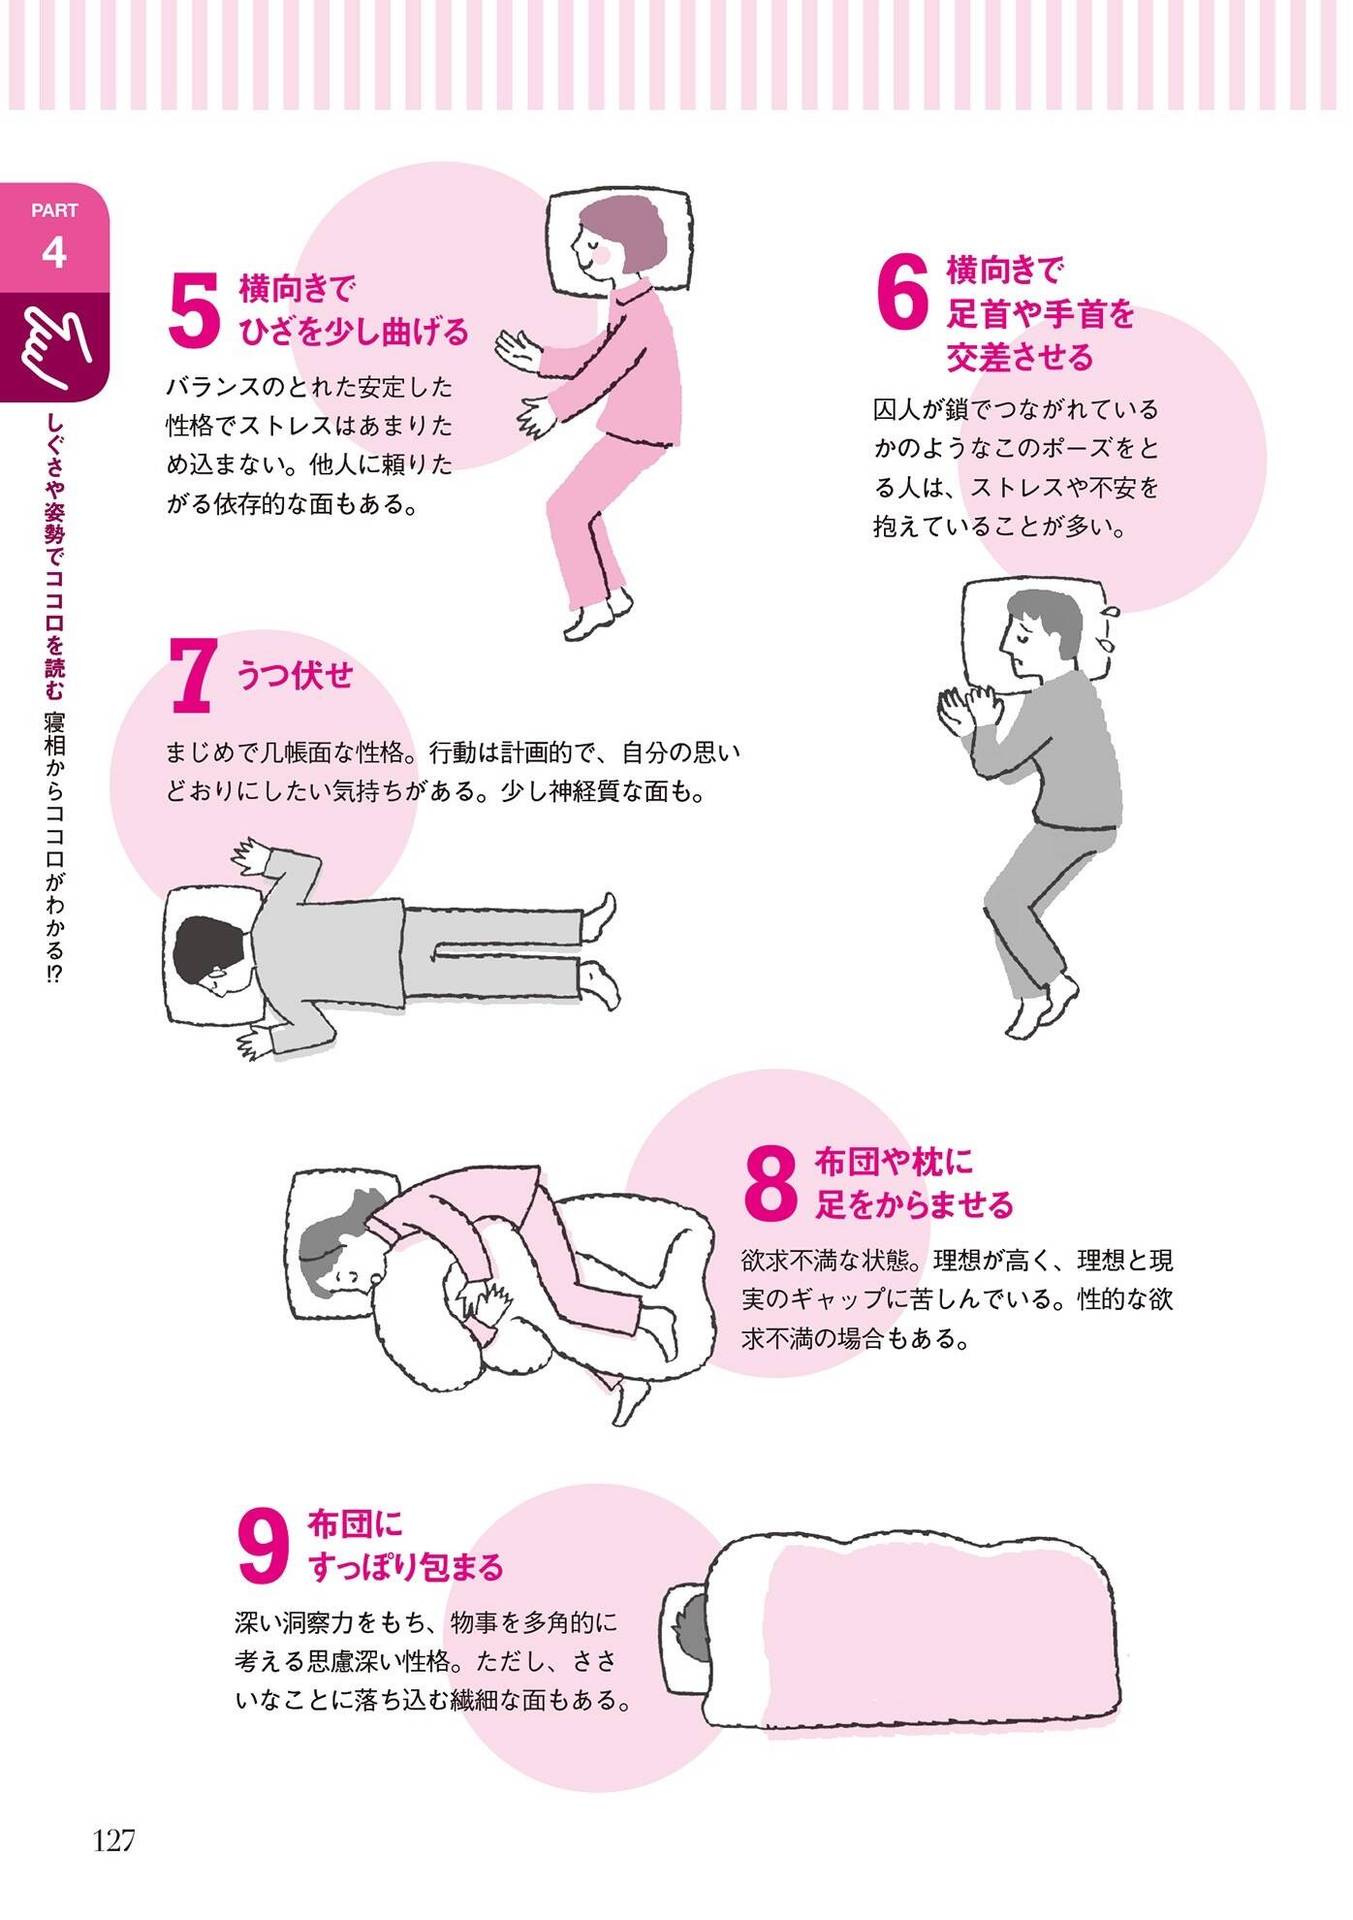 PART
4
しぐさや姿勢でココロを読む 寝相からココロがわかる!?
5 横向きで
ひざを少し曲げる
バランスのとれた安定した
性格でストレスはあまりた
め込まない。他人に頼りた
がる依存的な面もある。
6 横向きで
足首や手首を
交差させる
囚人が鎖でつながれている
かのようなこのポーズをと
る人は、ストレスや不安を
抱えていることが多い。
7 うつ伏せ
まじめで几帳面な性格。行動は計画的で、自分の思い
どおりにしたい気持ちがある。少し神経質な面も。
8 布団や枕に
足をからませる
欲求不満な状態。理想が高く、理想と現
実のギャップに苦しんでいる。性的な欲
求不満の場合もある。
9 布団に
すっぽり包まる
深い洞察力をもち、物事を多角的に
考える思慮深い性格。ただし、ささ
いなことに落ち込む繊細な面もある。
127